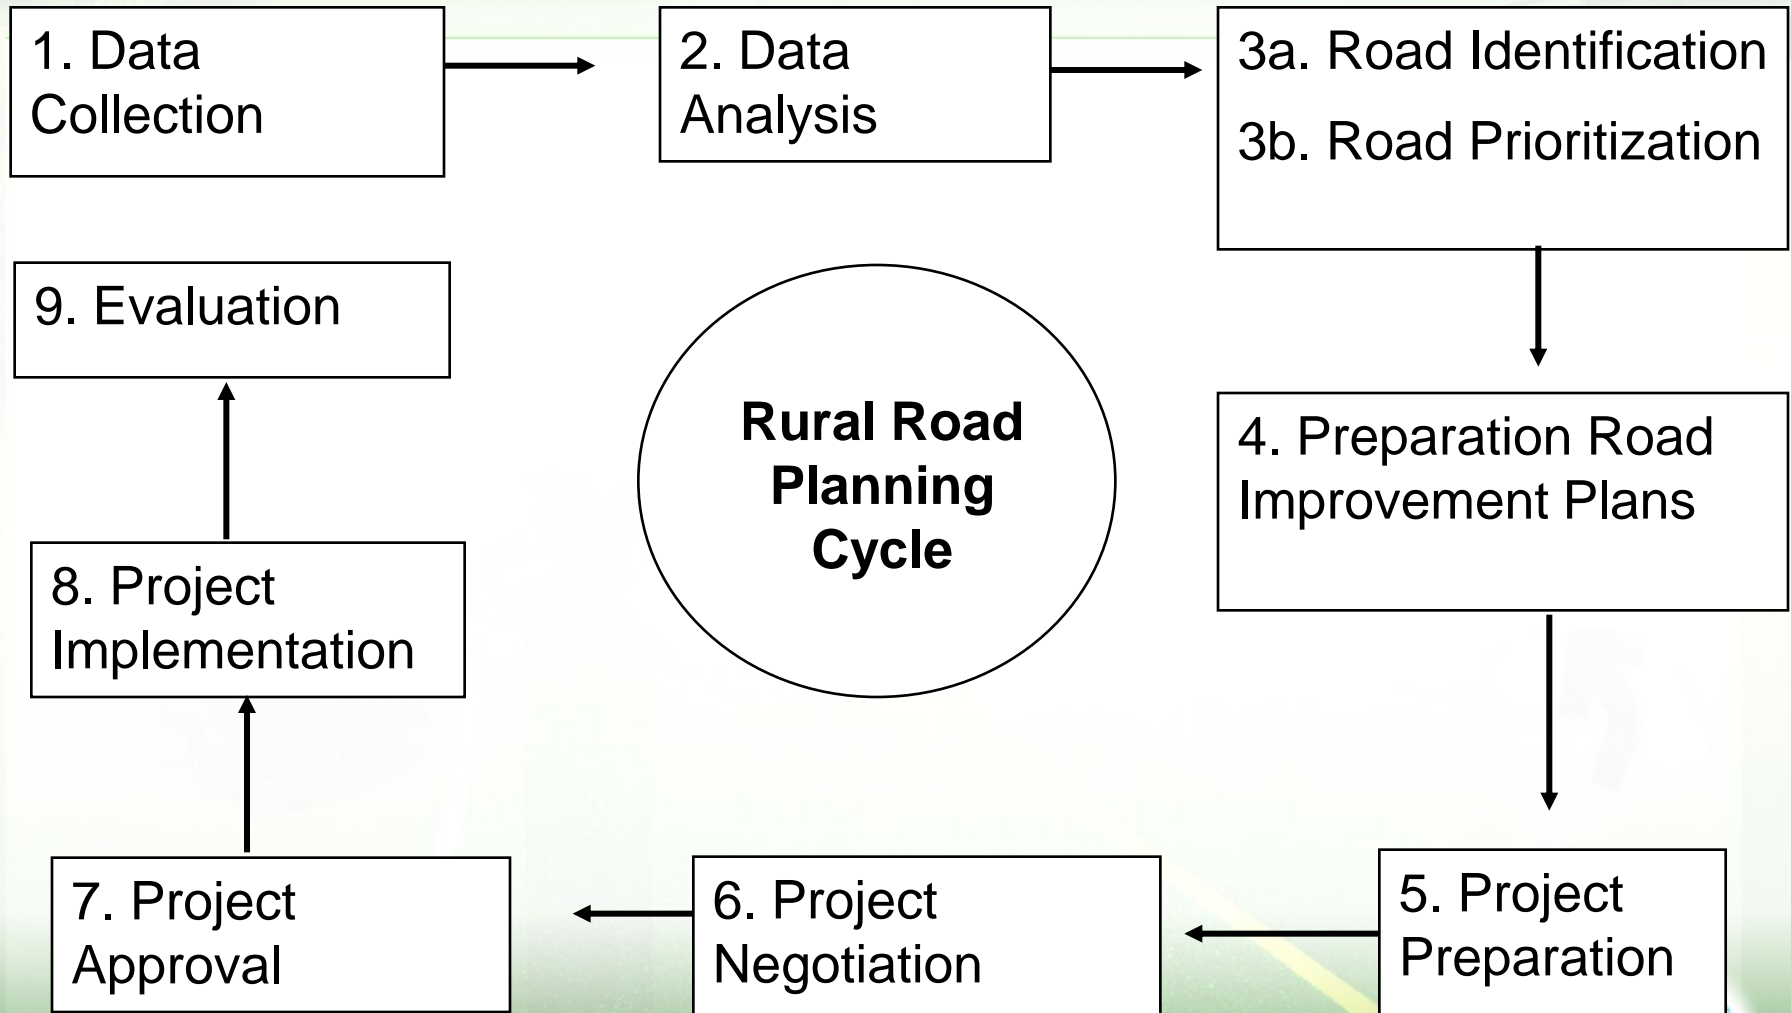 1. Data
Collection
2. Data
Analysis
3a. Road Identification
3b. Road Prioritization
4. Preparation Road
Improvement Plans
5. Project
Preparation
6. Project
Negotiation
7. Project
Approval
8. Project
Implementation
9. Evaluation
Rural Road
Planning
Cycle